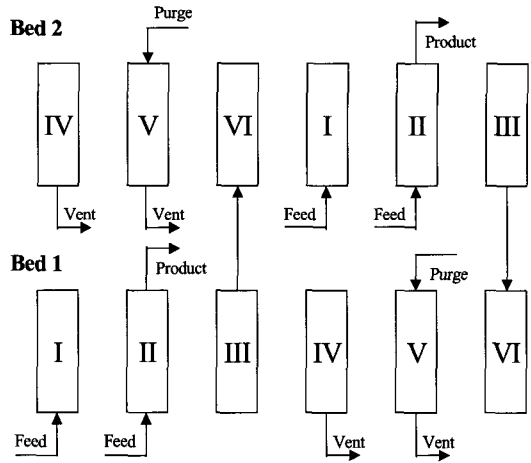 Bed 2
Purge
Product
IV V VI I II III
Vent Vent Feed Feed
Bed 1
Product
Purge
I II III IV V VI
Feed Feed Vent Vent